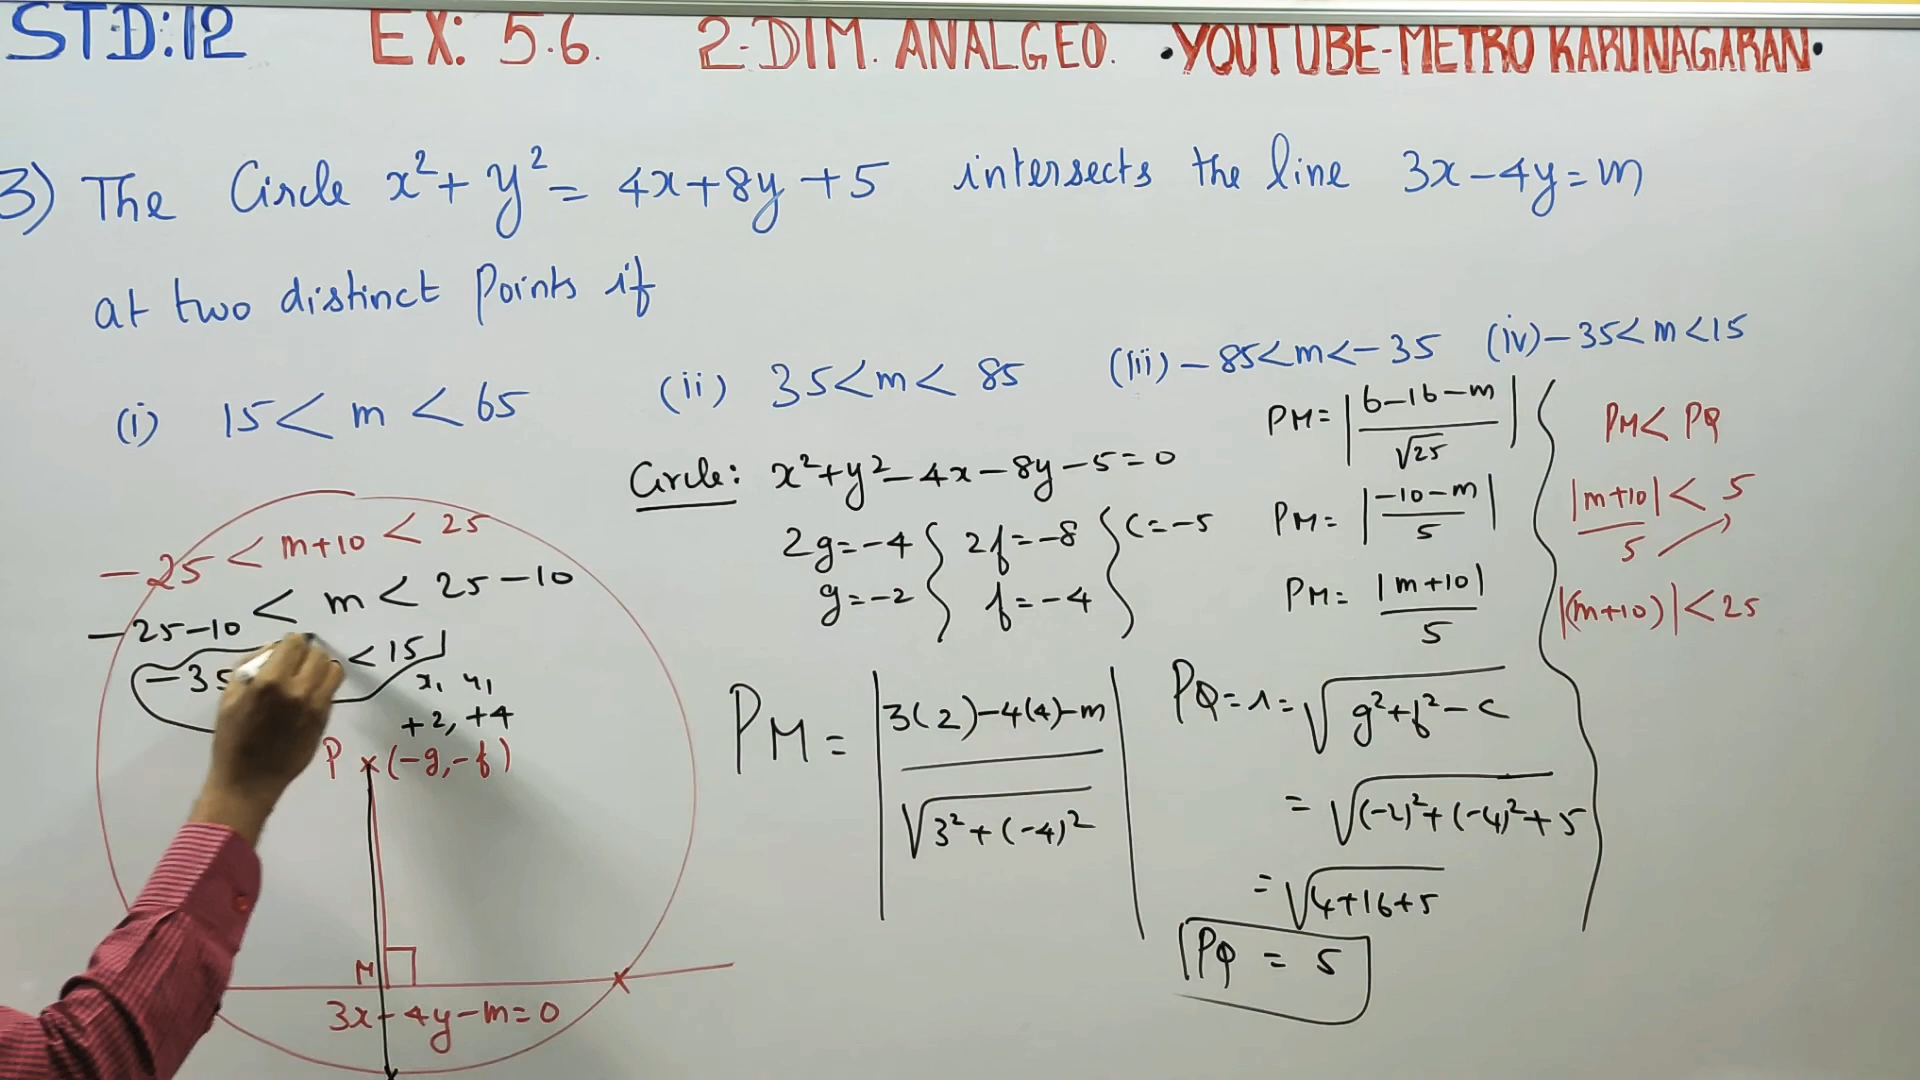 STD:12 EX: 5.6. 2-DIM. ANAL.GEO. •YOUTUBE-METRO KARUNAGARAN•
3) The Circle x²+y²=4x+8y+5 intersects the line 3x-4y=m
at two distinct Points if
(i) 15<m<65 (ii) 35<m<85 (iii) -85<m<-35 (iv) -35<m<15
-25<m+10<25
-25-10<m<25-10
<15
x₁ y₁
+2, +4
P ×(-g,-f)
M
3x-4y-m=0
Circle: x²+y²-4x-8y-5=0
2g=-4 } 2f=-8 } c=-5
g=-2 } f=-4 }
PM = |3(2)-4(4)-m / √3²+(-4)²|
PM= |6-16-m / √25|
PM= |-10-m / 5|
PM= |m+10| / 5
PQ=r=√g²+f²-c
=√(-2)²+(-4)²+5
=√4+16+5
PQ = 5
PM< PQ
|m+10| / 5 < 5
|(m+10)|<25